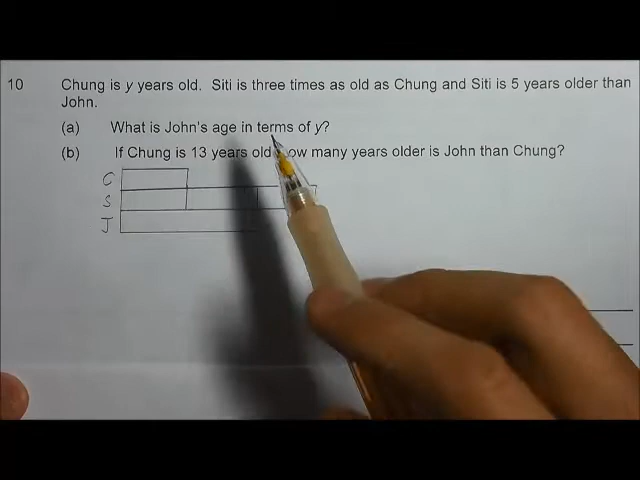 10 Chung is y years old. Siti is three times as old as Chung and Siti is 5 years older than
John.
(a) What is John's age in terms of y?
(b) If Chung is 13 years old, how many years older is John than Chung?
C
S
J